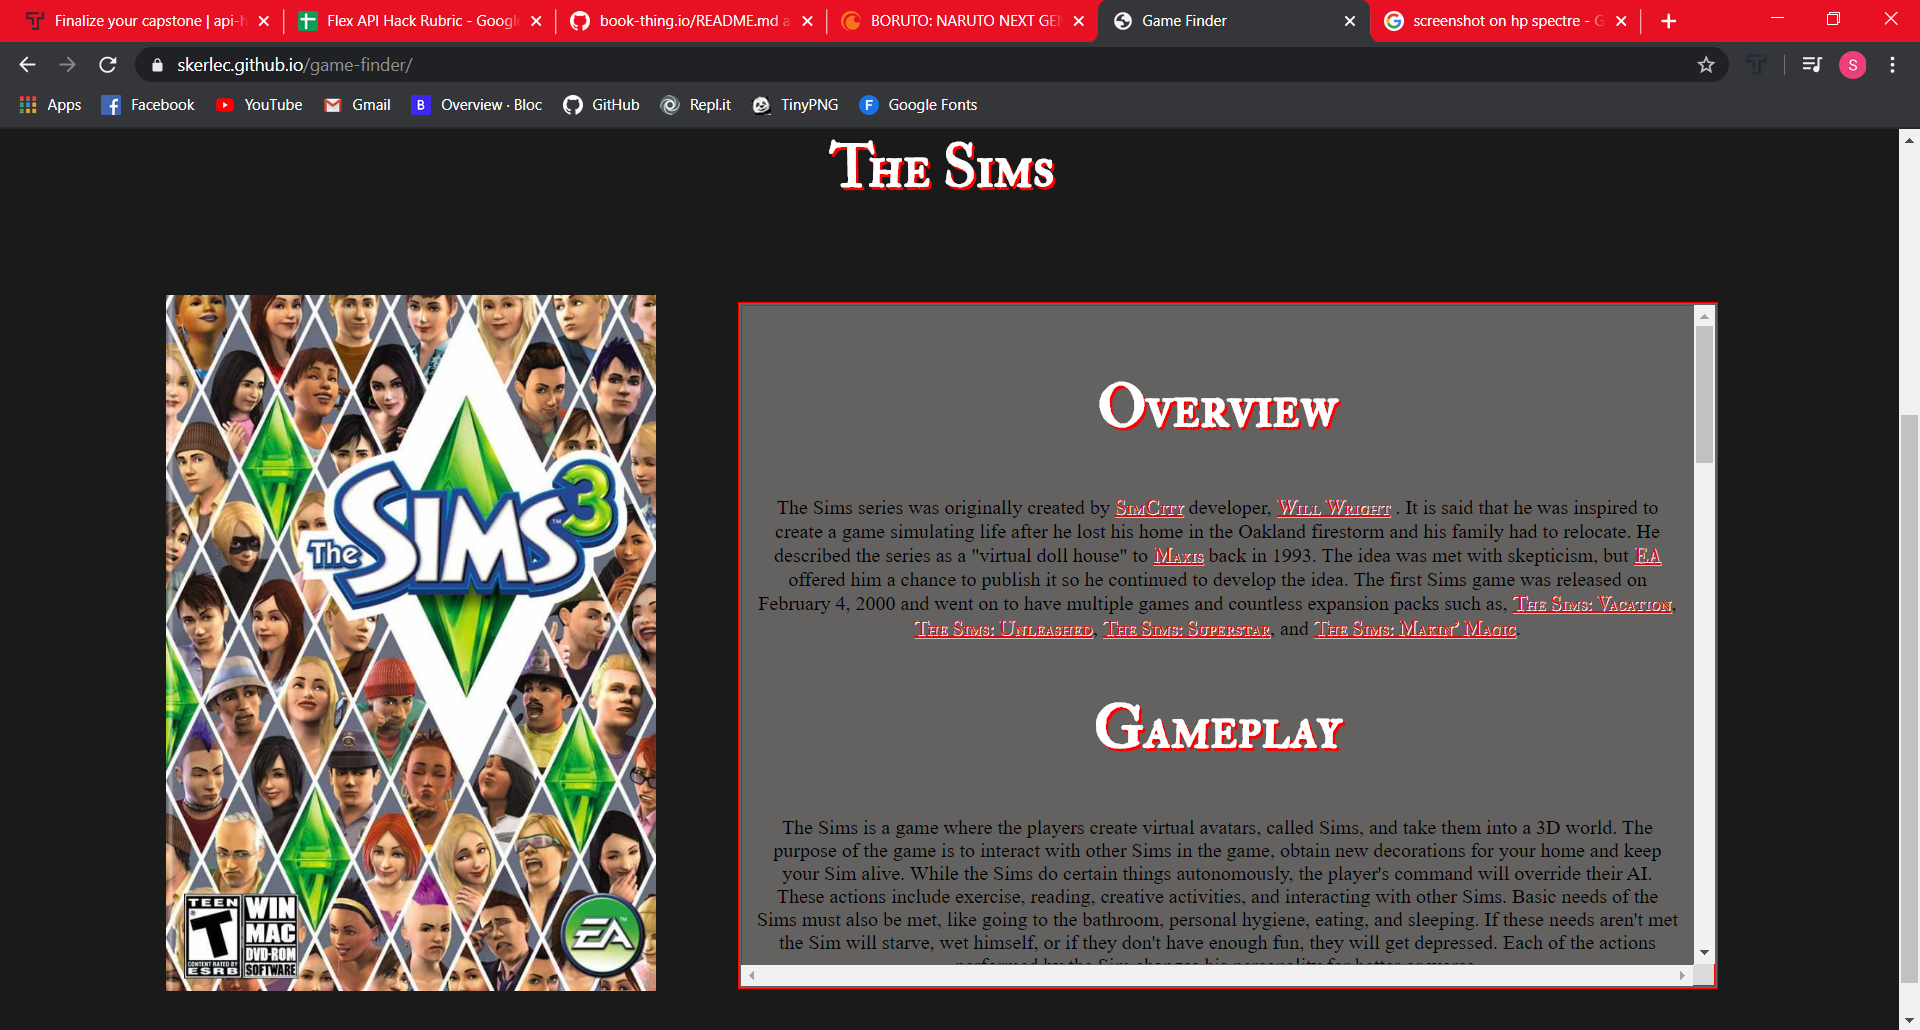 Finalize your capstone | api-h
Flex API Hack Rubric - Googl
book-thing.io/README.md a
BORUTO: NARUTO NEXT GEN
Game Finder
screenshot on hp spectre - G
skerlec.github.io/game-finder/
S
Apps
Facebook
YouTube
Gmail
B Overview · Bloc
GitHub
Repl.it
TinyPNG
F Google Fonts
The Sims
The SIMS 3™
TEEN
T
CONTENT RATED BY
ESRB
WIN
MAC
DVD-ROM
SOFTWARE
EA™
Overview
The Sims series was originally created by SimCity developer, Will Wright . It is said that he was inspired to
create a game simulating life after he lost his home in the Oakland firestorm and his family had to relocate. He
described the series as a "virtual doll house" to Maxis back in 1993. The idea was met with skepticism, but EA
offered him a chance to publish it so he continued to develop the idea. The first Sims game was released on
February 4, 2000 and went on to have multiple games and countless expansion packs such as, The Sims: Vacation,
The Sims: Unleashed, The Sims: Superstar, and The Sims: Makin' Magic.
Gameplay
The Sims is a game where the players create virtual avatars, called Sims, and take them into a 3D world. The
purpose of the game is to interact with other Sims in the game, obtain new decorations for your home and keep
your Sim alive. While the Sims do certain things autonomously, the player's command will override their AI.
These actions include exercise, reading, creative activities, and interacting with other Sims. Basic needs of the
Sims must also be met, like going to the bathroom, personal hygiene, eating, and sleeping. If these needs aren't met
the Sim will starve, wet himself, or if they don't have enough fun, they will get depressed. Each of the actions
performed by the Sim changes his personality for better or worse.